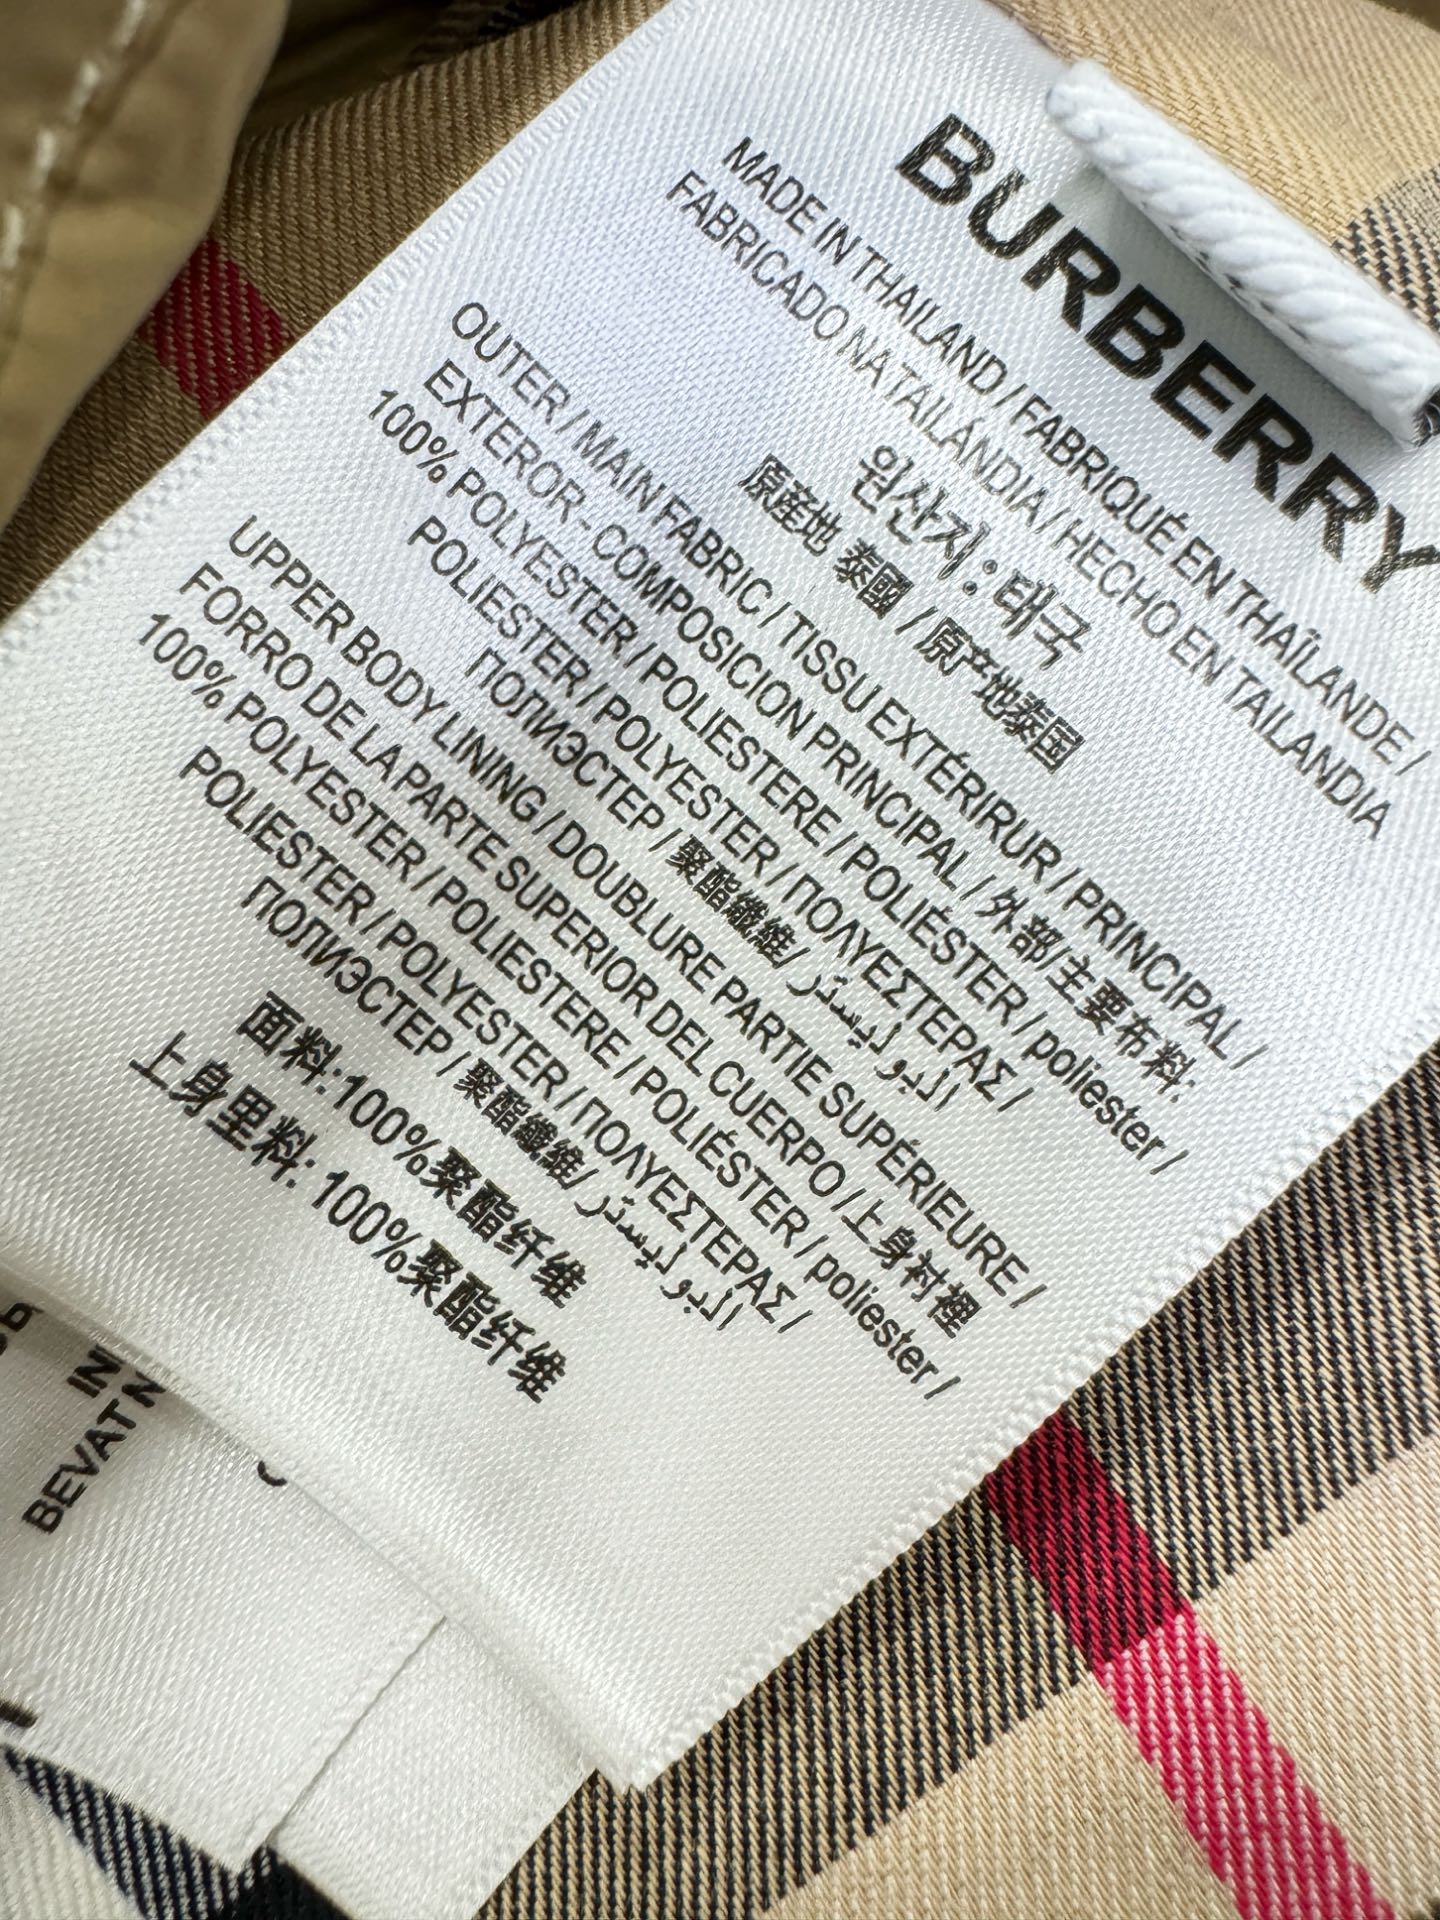 BURBERRY
MADE IN THAILAND / FABRIQUÉ EN THAÏLANDE /
FABRICADO NA TAILÂNDIA / HECHO EN TAILANDIA
원산지 : 태국
原産地 泰國 / 原产地泰国
OUTER / MAIN FABRIC / TISSU EXTÉRIRUR / PRINCIPAL /
EXTEROR - COMPOSICION PRINCIPAL / 外部/主要布料:
100% POLYESTER / POLIESTERE / POLIÉSTER / poliester /
POLIESTER / POLYESTER / ΠΟΛΥΕΣΤΕΡΑΣ /
ПОЛИЭСТЕР / 聚酯纖維/ البوليستر
UPPER BODY LINING / DOUBLURE PARTIE SUPÉRIEURE /
FORRO DE LA PARTE SUPERIOR DEL CUERPO / 上身衬裡
100% POLYESTER / POLIESTERE / POLIÉSTER / poliester /
POLIESTER / POLYESTER / ΠΟΛΥΕΣΤΕΡΑΣ /
ПОЛИЭСТЕР / 聚酯纖維/ البوليستر
面料:100%聚酯纤维
上身里料: 100%聚酯纤维
BEVAT